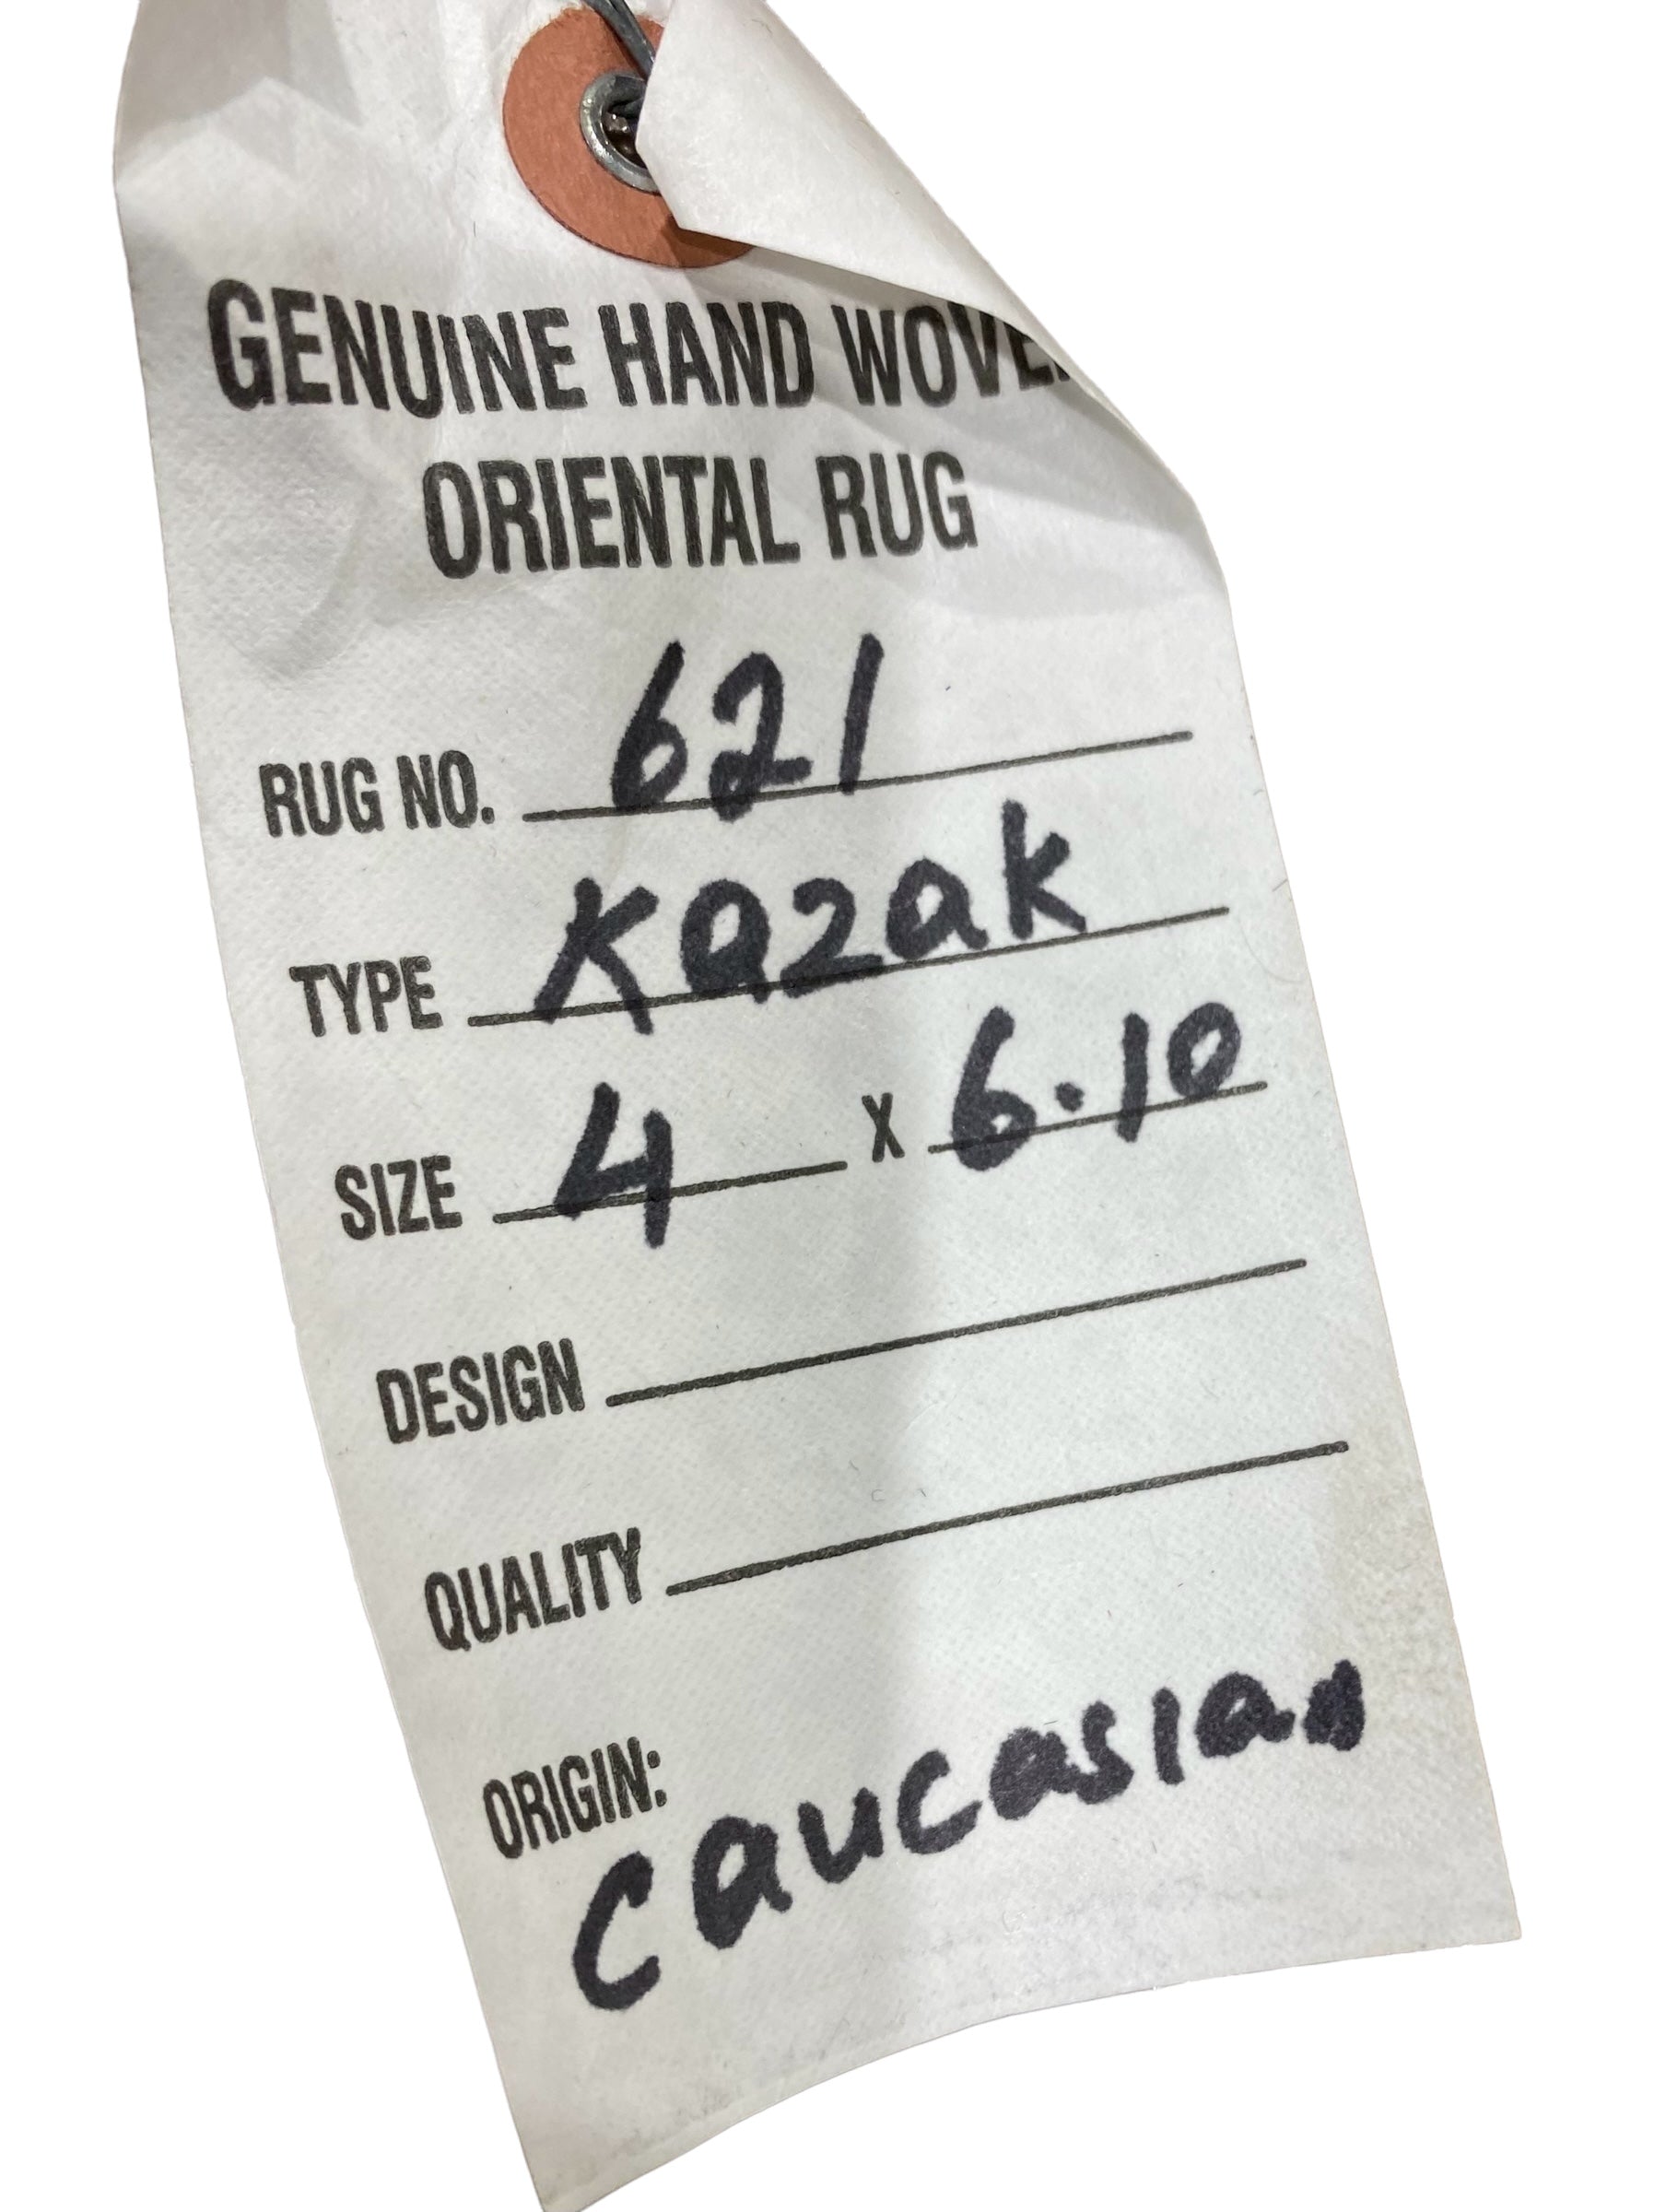 GENUINE HAND WOVE
ORIENTAL RUG
RUG NO. 621
TYPE Kazak
SIZE 4 X 6.10
DESIGN
QUALITY
ORIGIN:
Caucasian